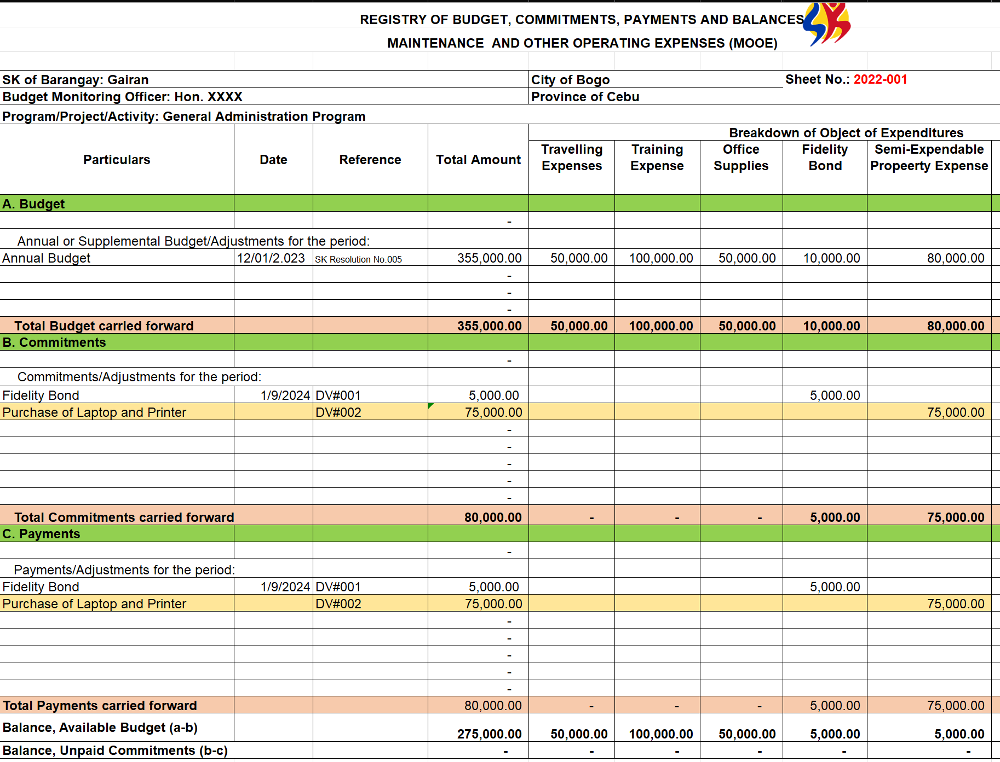 REGISTRY OF BUDGET, COMMITMENTS, PAYMENTS AND BALANCES
MAINTENANCE  AND OTHER OPERATING EXPENSES (MOOE)
SK of Barangay: Gairan City of Bogo Sheet No.: 2022-001
Budget Monitoring Officer: Hon. XXXX Province of Cebu
Program/Project/Activity: General Administration Program
Breakdown of Object of Expenditures
Particulars Date Reference Total Amount Travelling Expenses Training Expense Office Supplies Fidelity Bond Semi-Expendable Propeerty Expense
A. Budget
-
Annual or Supplemental Budget/Adjustments for the period:
Annual Budget 12/01/2.023 SK Resolution No.005 355,000.00 50,000.00 100,000.00 50,000.00 10,000.00 80,000.00
-
-
-
Total Budget carried forward 355,000.00 50,000.00 100,000.00 50,000.00 10,000.00 80,000.00
B. Commitments
-
Commitments/Adjustments for the period:
Fidelity Bond 1/9/2024 DV#001 5,000.00 5,000.00
Purchase of Laptop and Printer DV#002 75,000.00 75,000.00
-
-
-
-
-
Total Commitments carried forward 80,000.00 - - - 5,000.00 75,000.00
C. Payments
-
Payments/Adjustments for the period:
Fidelity Bond 1/9/2024 DV#001 5,000.00 5,000.00
Purchase of Laptop and Printer DV#002 75,000.00 75,000.00
-
-
-
-
-
Total Payments carried forward 80,000.00 - - - 5,000.00 75,000.00
Balance, Available Budget (a-b) 275,000.00 50,000.00 100,000.00 50,000.00 5,000.00 5,000.00
Balance, Unpaid Commitments (b-c) - - - - - -